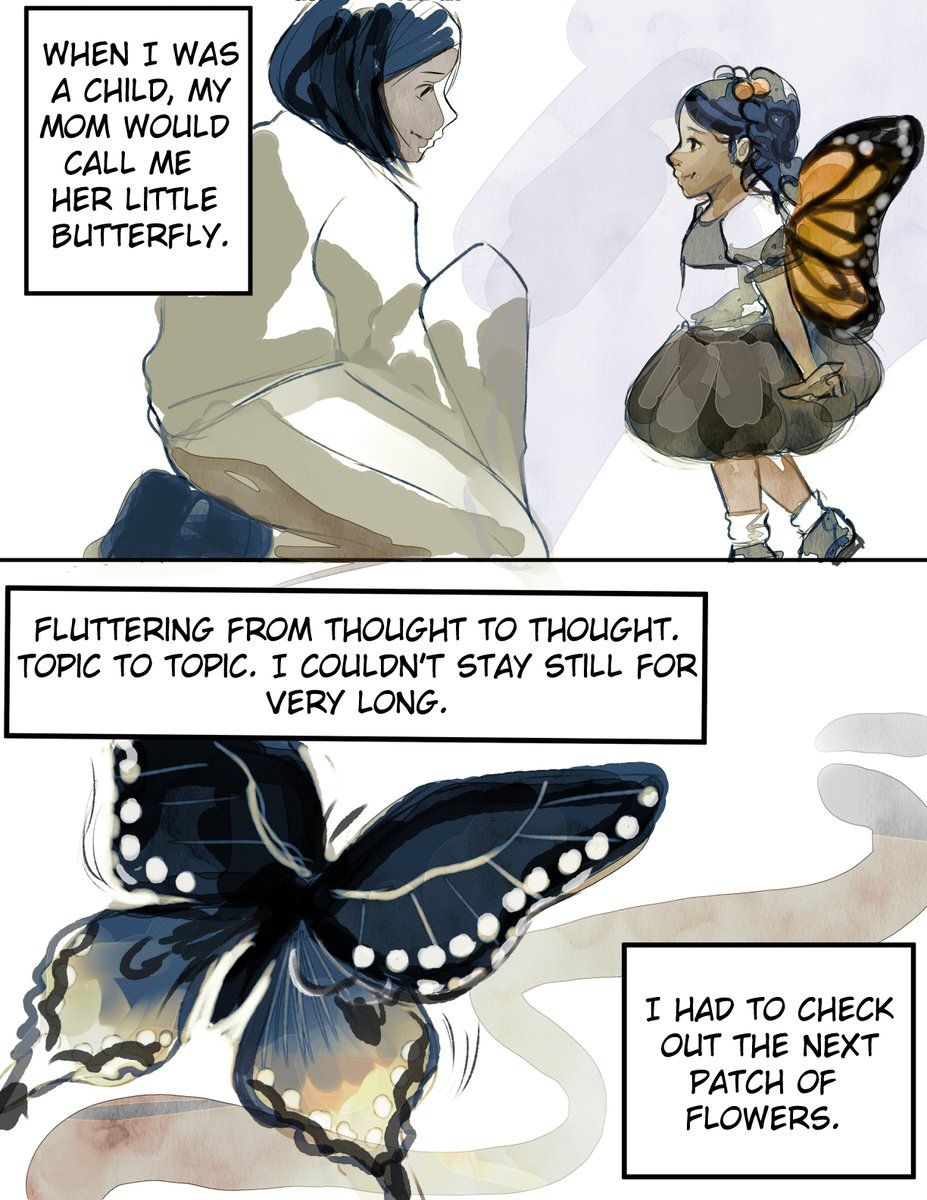 WHEN I WAS
A CHILD, MY
MOM WOULD
CALL ME
HER LITTLE
BUTTERFLY.
FLUTTERING FROM THOUGHT TO THOUGHT.
TOPIC TO TOPIC. I COULDN'T STAY STILL FOR
VERY LONG.
I HAD TO CHECK
OUT THE NEXT
PATCH OF
FLOWERS.